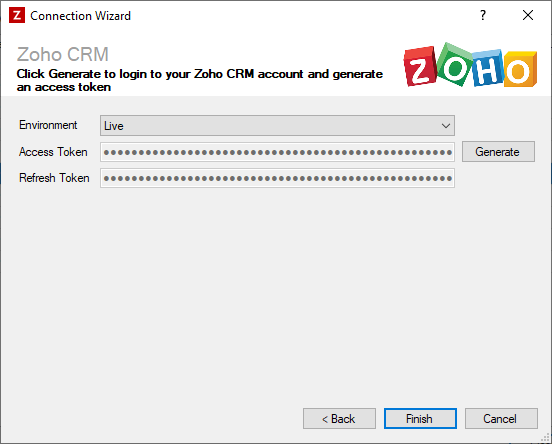 Z Connection Wizard ?
Zoho CRM
Click Generate to login to your Zoho CRM account and generate
an access token
ZOHO
Environment Live
Access Token ●●●●●●●●●●●●●●●●●●●●●●●●●●●●●●●●●●●●●●●●●●●●●●●●●● Generate
Refresh Token ●●●●●●●●●●●●●●●●●●●●●●●●●●●●●●●●●●●●●●●●●●●●●●●●●●
< Back Finish Cancel